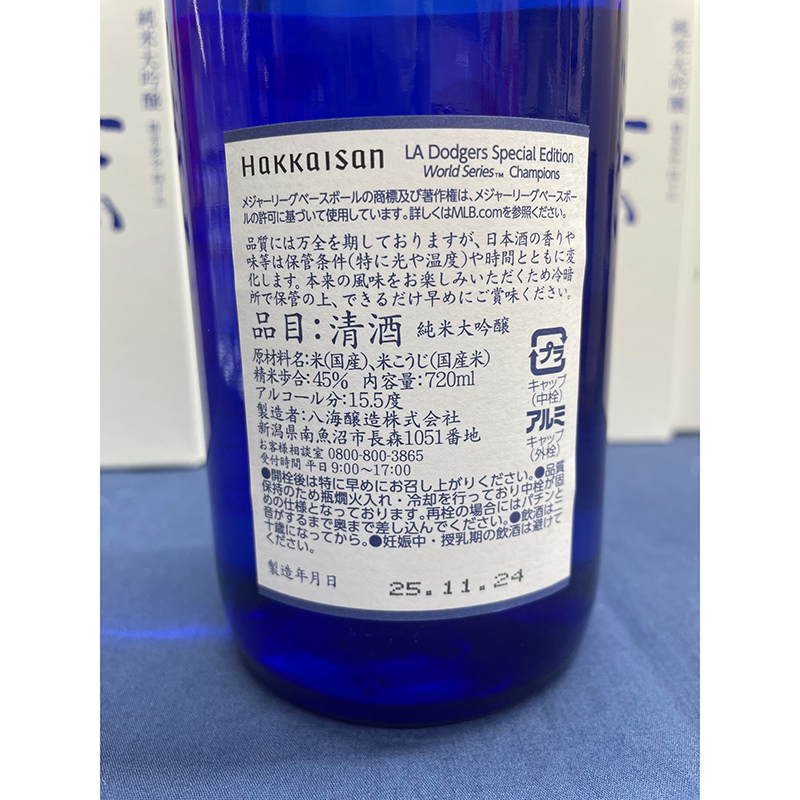 純米大吟醸
純米大吟醸
Hakkaisan
LA Dodgers Special Edition
World Series™ Champions
メジャーリーグベースボールの商標及び著作権は、メジャーリーグベースボー
ルの許可に基づいて使用しています。詳しくはMLB.comを参照ください。
品質には万全を期しておりますが、日本酒の香りや
味等は保管条件(特に光や温度)や時間とともに変
化します。本来の風味をお楽しみいただくため冷暗
所で保管の上、できるだけ早めにご賞味ください。
品目:清酒 純米大吟醸
原材料名:米(国産)、米こうじ(国産米)
精米歩合:45% 内容量:720ml
アルコール分:15.5度
製造者:八海醸造株式会社
新潟県南魚沼市長森1051番地
お客様相談室 0800-800-3865
受付時間 平日 9:00〜17:00
プラ
キャップ
(中栓)
アルミ
キャップ
(外栓)
●開栓後は特に早めにお召し上がりください。●品質
保持のため瓶燗火入れ・冷却を行っており中栓が固
めの仕様となっております。再栓の場合にはパチンと
音がするまで奥まで差し込んでください。●飲酒は二
十歳になってから。●妊娠中・授乳期の飲酒は避けて
ください。
製造年月日
25.11.24